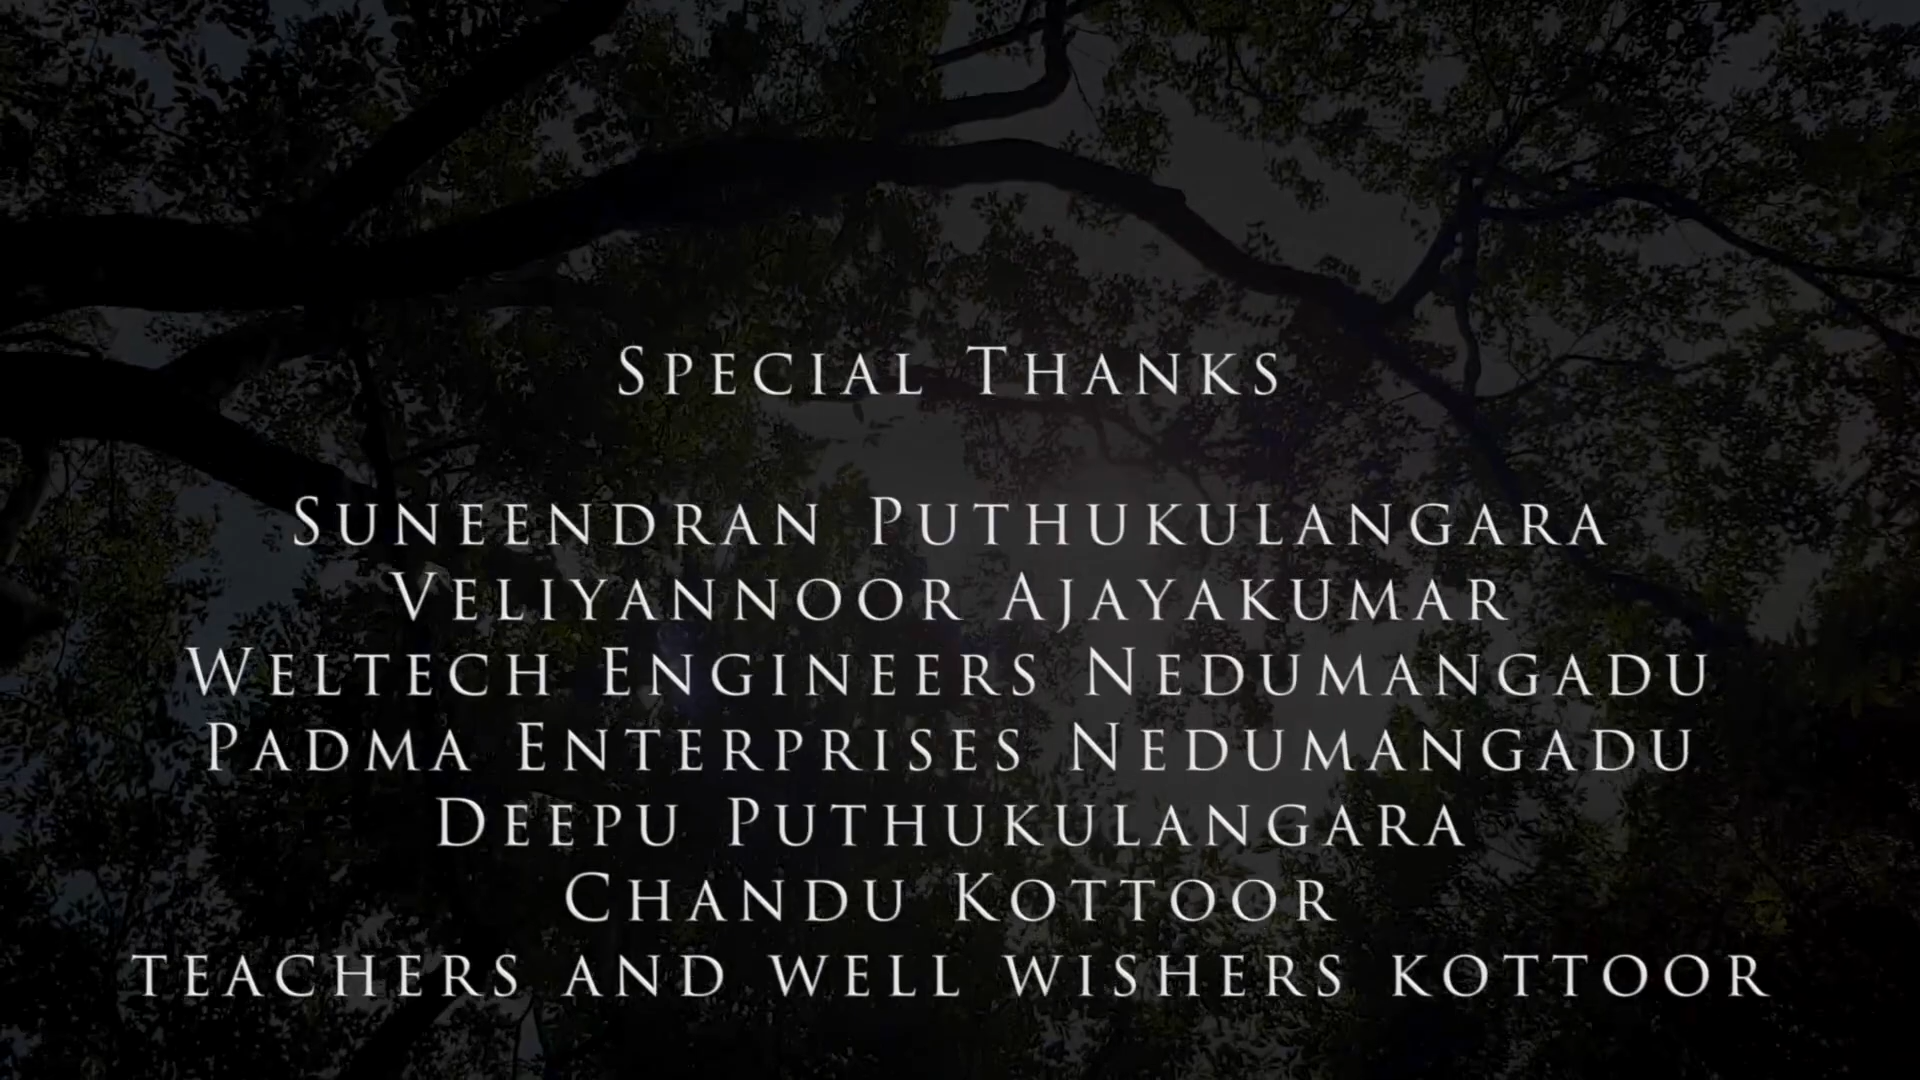 Special Thanks
Suneendran Puthukulangara
Veliyannoor Ajayakumar
Weltech Engineers Nedumangadu
Padma Enterprises Nedumangadu
Deepu Puthukulangara
Chandu Kottoor
teachers and well wishers kottoor